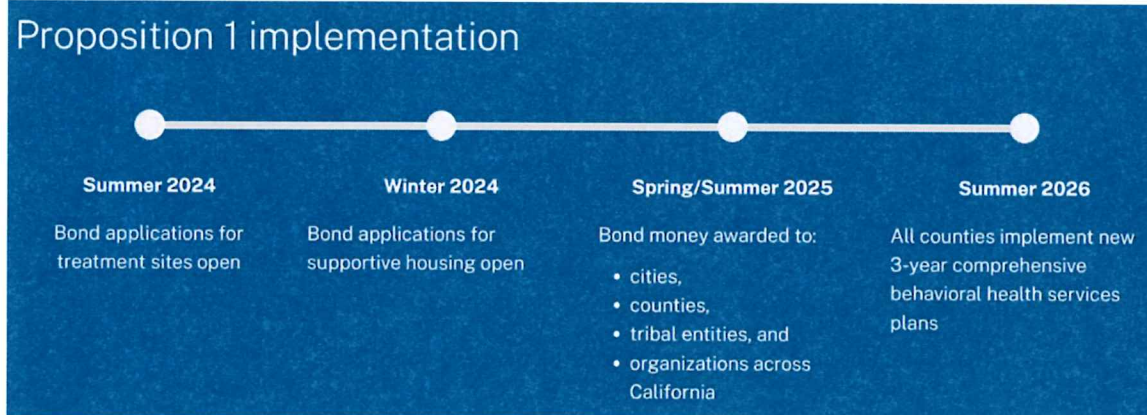 Proposition 1 implementation
Summer 2024
Bond applications for
treatment sites open
Winter 2024
Bond applications for
supportive housing open
Spring/Summer 2025
Bond money awarded to:
• cities,
• counties,
• tribal entities, and
• organizations across
California
Summer 2026
All counties implement new
3-year comprehensive
behavioral health services
plans